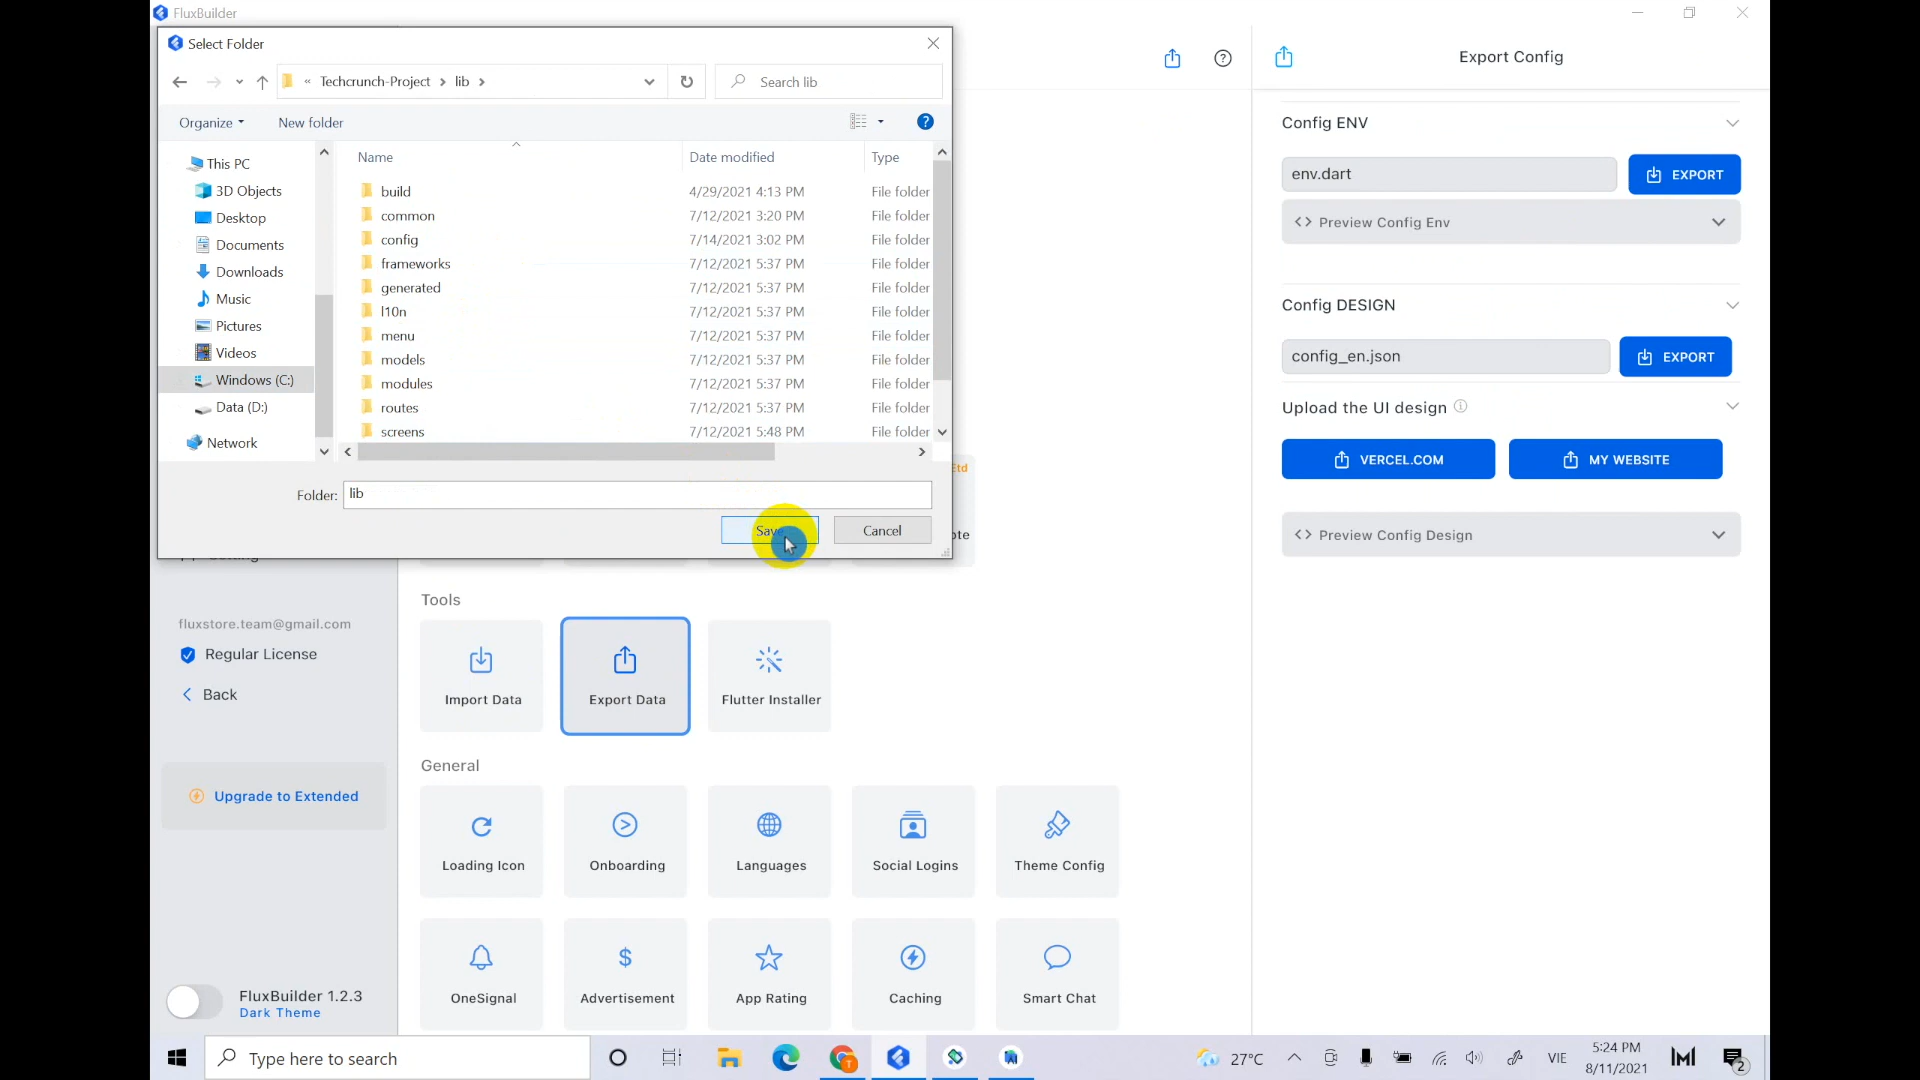 FluxBuilder
Select Folder
« Techcrunch-Project > lib >
Search lib
Organize
New folder
Name
Date modified
Type
This PC
3D Objects
Desktop
Documents
Downloads
Music
Pictures
Videos
Windows (C:)
Data (D:)
Network
build 4/29/2021 4:13 PM File folder
common 7/12/2021 3:20 PM File folder
config 7/14/2021 3:02 PM File folder
frameworks 7/12/2021 5:37 PM File folder
generated 7/12/2021 5:37 PM File folder
l10n 7/12/2021 5:37 PM File folder
menu 7/12/2021 5:37 PM File folder
models 7/12/2021 5:37 PM File folder
modules 7/12/2021 5:37 PM File folder
routes 7/12/2021 5:37 PM File folder
screens 7/12/2021 5:48 PM File folder
Folder: lib
Save
Cancel
fluxstore.team@gmail.com
Regular License
Back
Upgrade to Extended
FluxBuilder 1.2.3
Dark Theme
Tools
Import Data
Export Data
Flutter Installer
General
Loading Icon
Onboarding
Languages
Social Logins
Theme Config
OneSignal
Advertisement
App Rating
Caching
Smart Chat
Export Config
Config ENV
env.dart
EXPORT
<> Preview Config Env
Config DESIGN
config_en.json
EXPORT
Upload the UI design
VERCEL.COM
MY WEBSITE
<> Preview Config Design
Type here to search
27°C
VIE
5:24 PM
8/11/2021
2